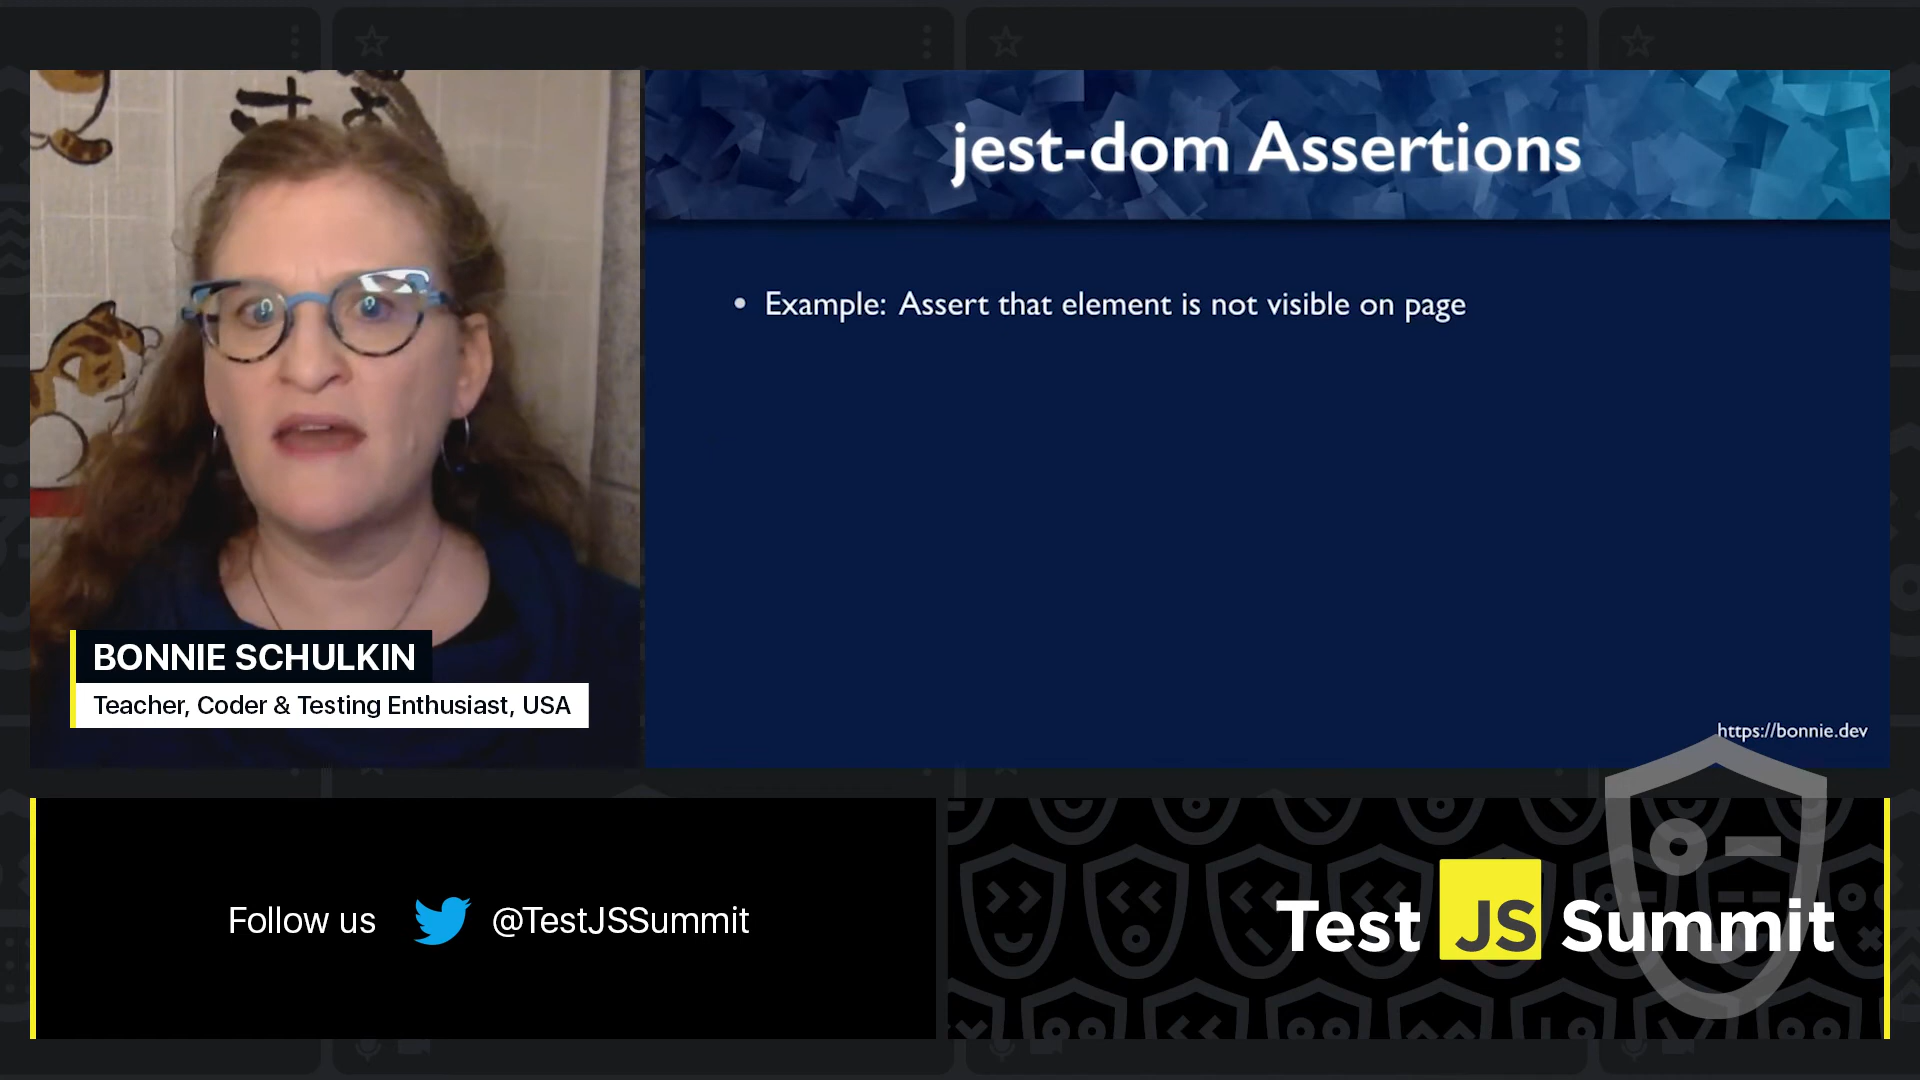 jest-dom Assertions
• Example: Assert that element is not visible on page
https://bonnie.dev
BONNIE SCHULKIN
Teacher, Coder & Testing Enthusiast, USA
Follow us @TestJSSummit
Test JS Summit